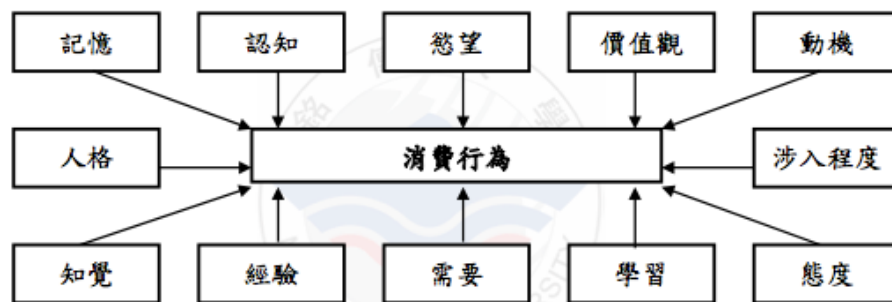 記憶 認知 慾望 價值觀 動機
人格 消費行為 涉入程度
知覺 經驗 需要 學習 態度